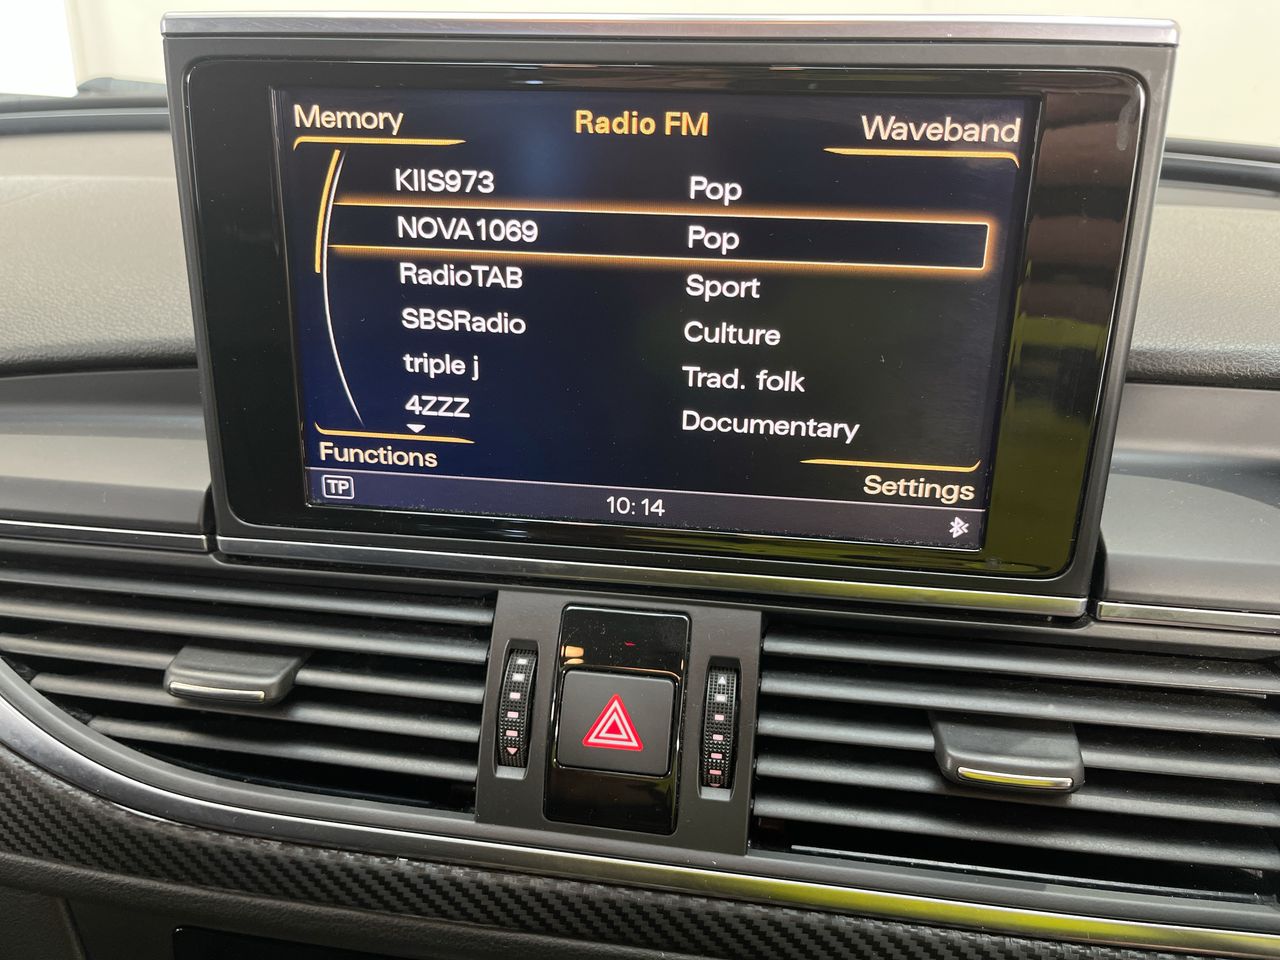 Memory Radio FM Waveband
KIIS973 Pop
NOVA1069 Pop
RadioTAB Sport
SBSRadio Culture
triple j Trad. folk
4ZZZ Documentary
Functions Settings
TP 10:14